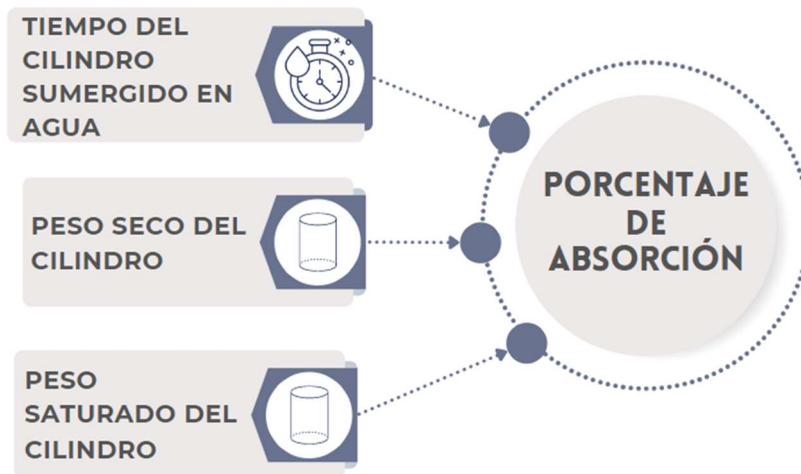 TIEMPO DEL
CILINDRO
SUMERGIDO EN
AGUA
PESO SECO DEL
CILINDRO
PESO
SATURADO DEL
CILINDRO
PORCENTAJE
DE
ABSORCIÓN